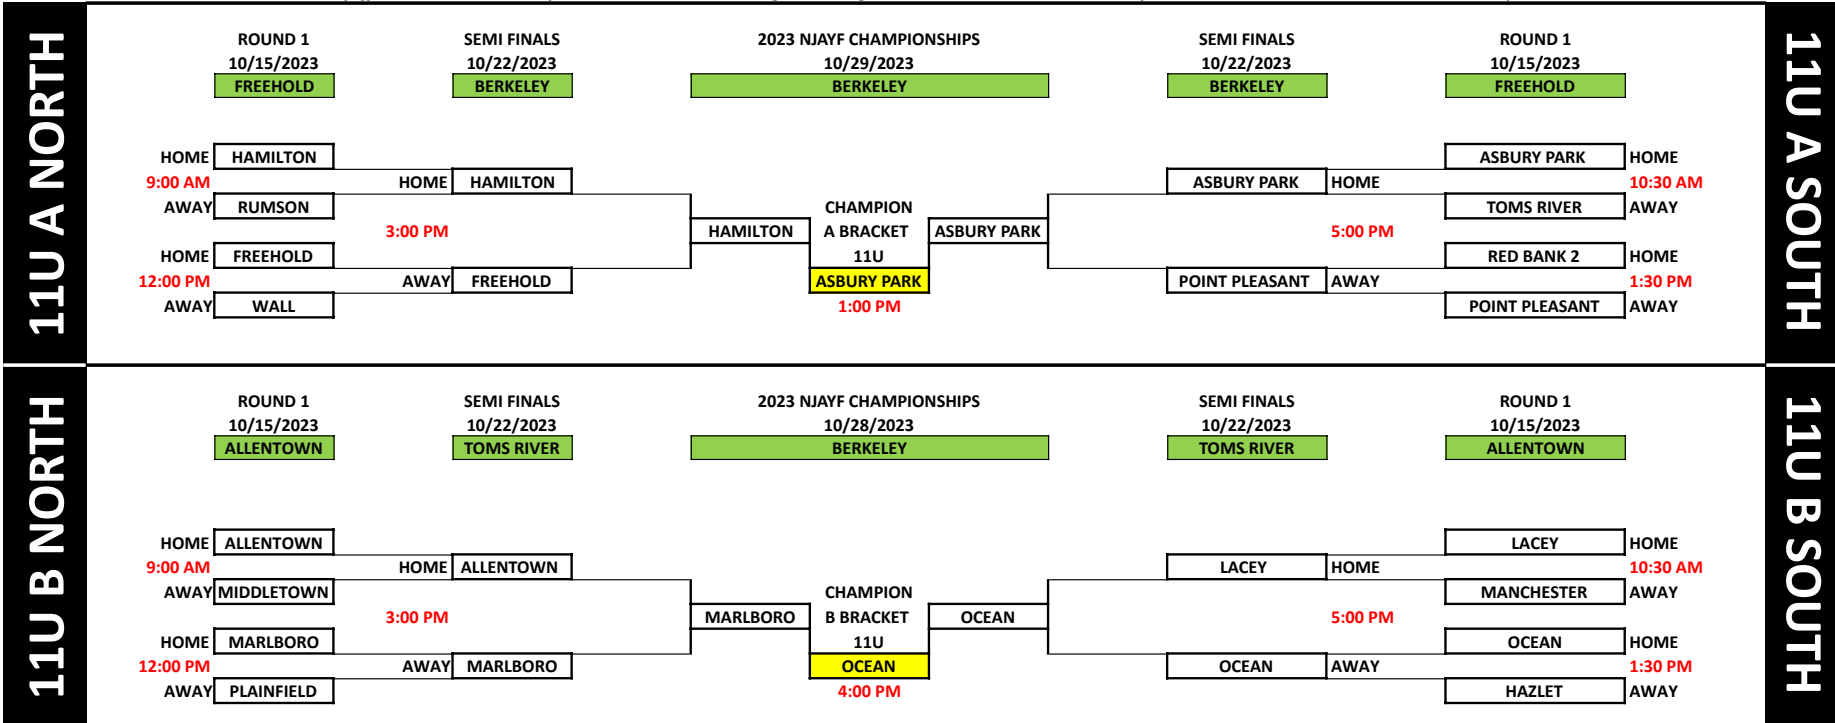 11U A NORTH
ROUND 1 SEMI FINALS 2023 NJAYF CHAMPIONSHIPS SEMI FINALS ROUND 1
10/15/2023 10/22/2023 10/29/2023 10/22/2023 10/15/2023
FREEHOLD BERKELEY BERKELEY BERKELEY FREEHOLD
HOME HAMILTON ASBURY PARK HOME
9:00 AM HOME HAMILTON ASBURY PARK HOME 10:30 AM
AWAY RUMSON CHAMPION TOMS RIVER AWAY
3:00 PM HAMILTON A BRACKET ASBURY PARK 5:00 PM
HOME FREEHOLD 11U RED BANK 2 HOME
12:00 PM AWAY FREEHOLD ASBURY PARK POINT PLEASANT AWAY 1:30 PM
AWAY WALL 1:00 PM POINT PLEASANT AWAY
11U A SOUTH
11U B NORTH
ROUND 1 SEMI FINALS 2023 NJAYF CHAMPIONSHIPS SEMI FINALS ROUND 1
10/15/2023 10/22/2023 10/28/2023 10/22/2023 10/15/2023
ALLENTOWN TOMS RIVER BERKELEY TOMS RIVER ALLENTOWN
HOME ALLENTOWN LACEY HOME
9:00 AM HOME ALLENTOWN LACEY HOME 10:30 AM
AWAY MIDDLETOWN CHAMPION MANCHESTER AWAY
3:00 PM MARLBORO B BRACKET OCEAN 5:00 PM
HOME MARLBORO 11U OCEAN HOME
12:00 PM AWAY MARLBORO OCEAN OCEAN AWAY 1:30 PM
AWAY PLAINFIELD 4:00 PM HAZLET AWAY
11U B SOUTH